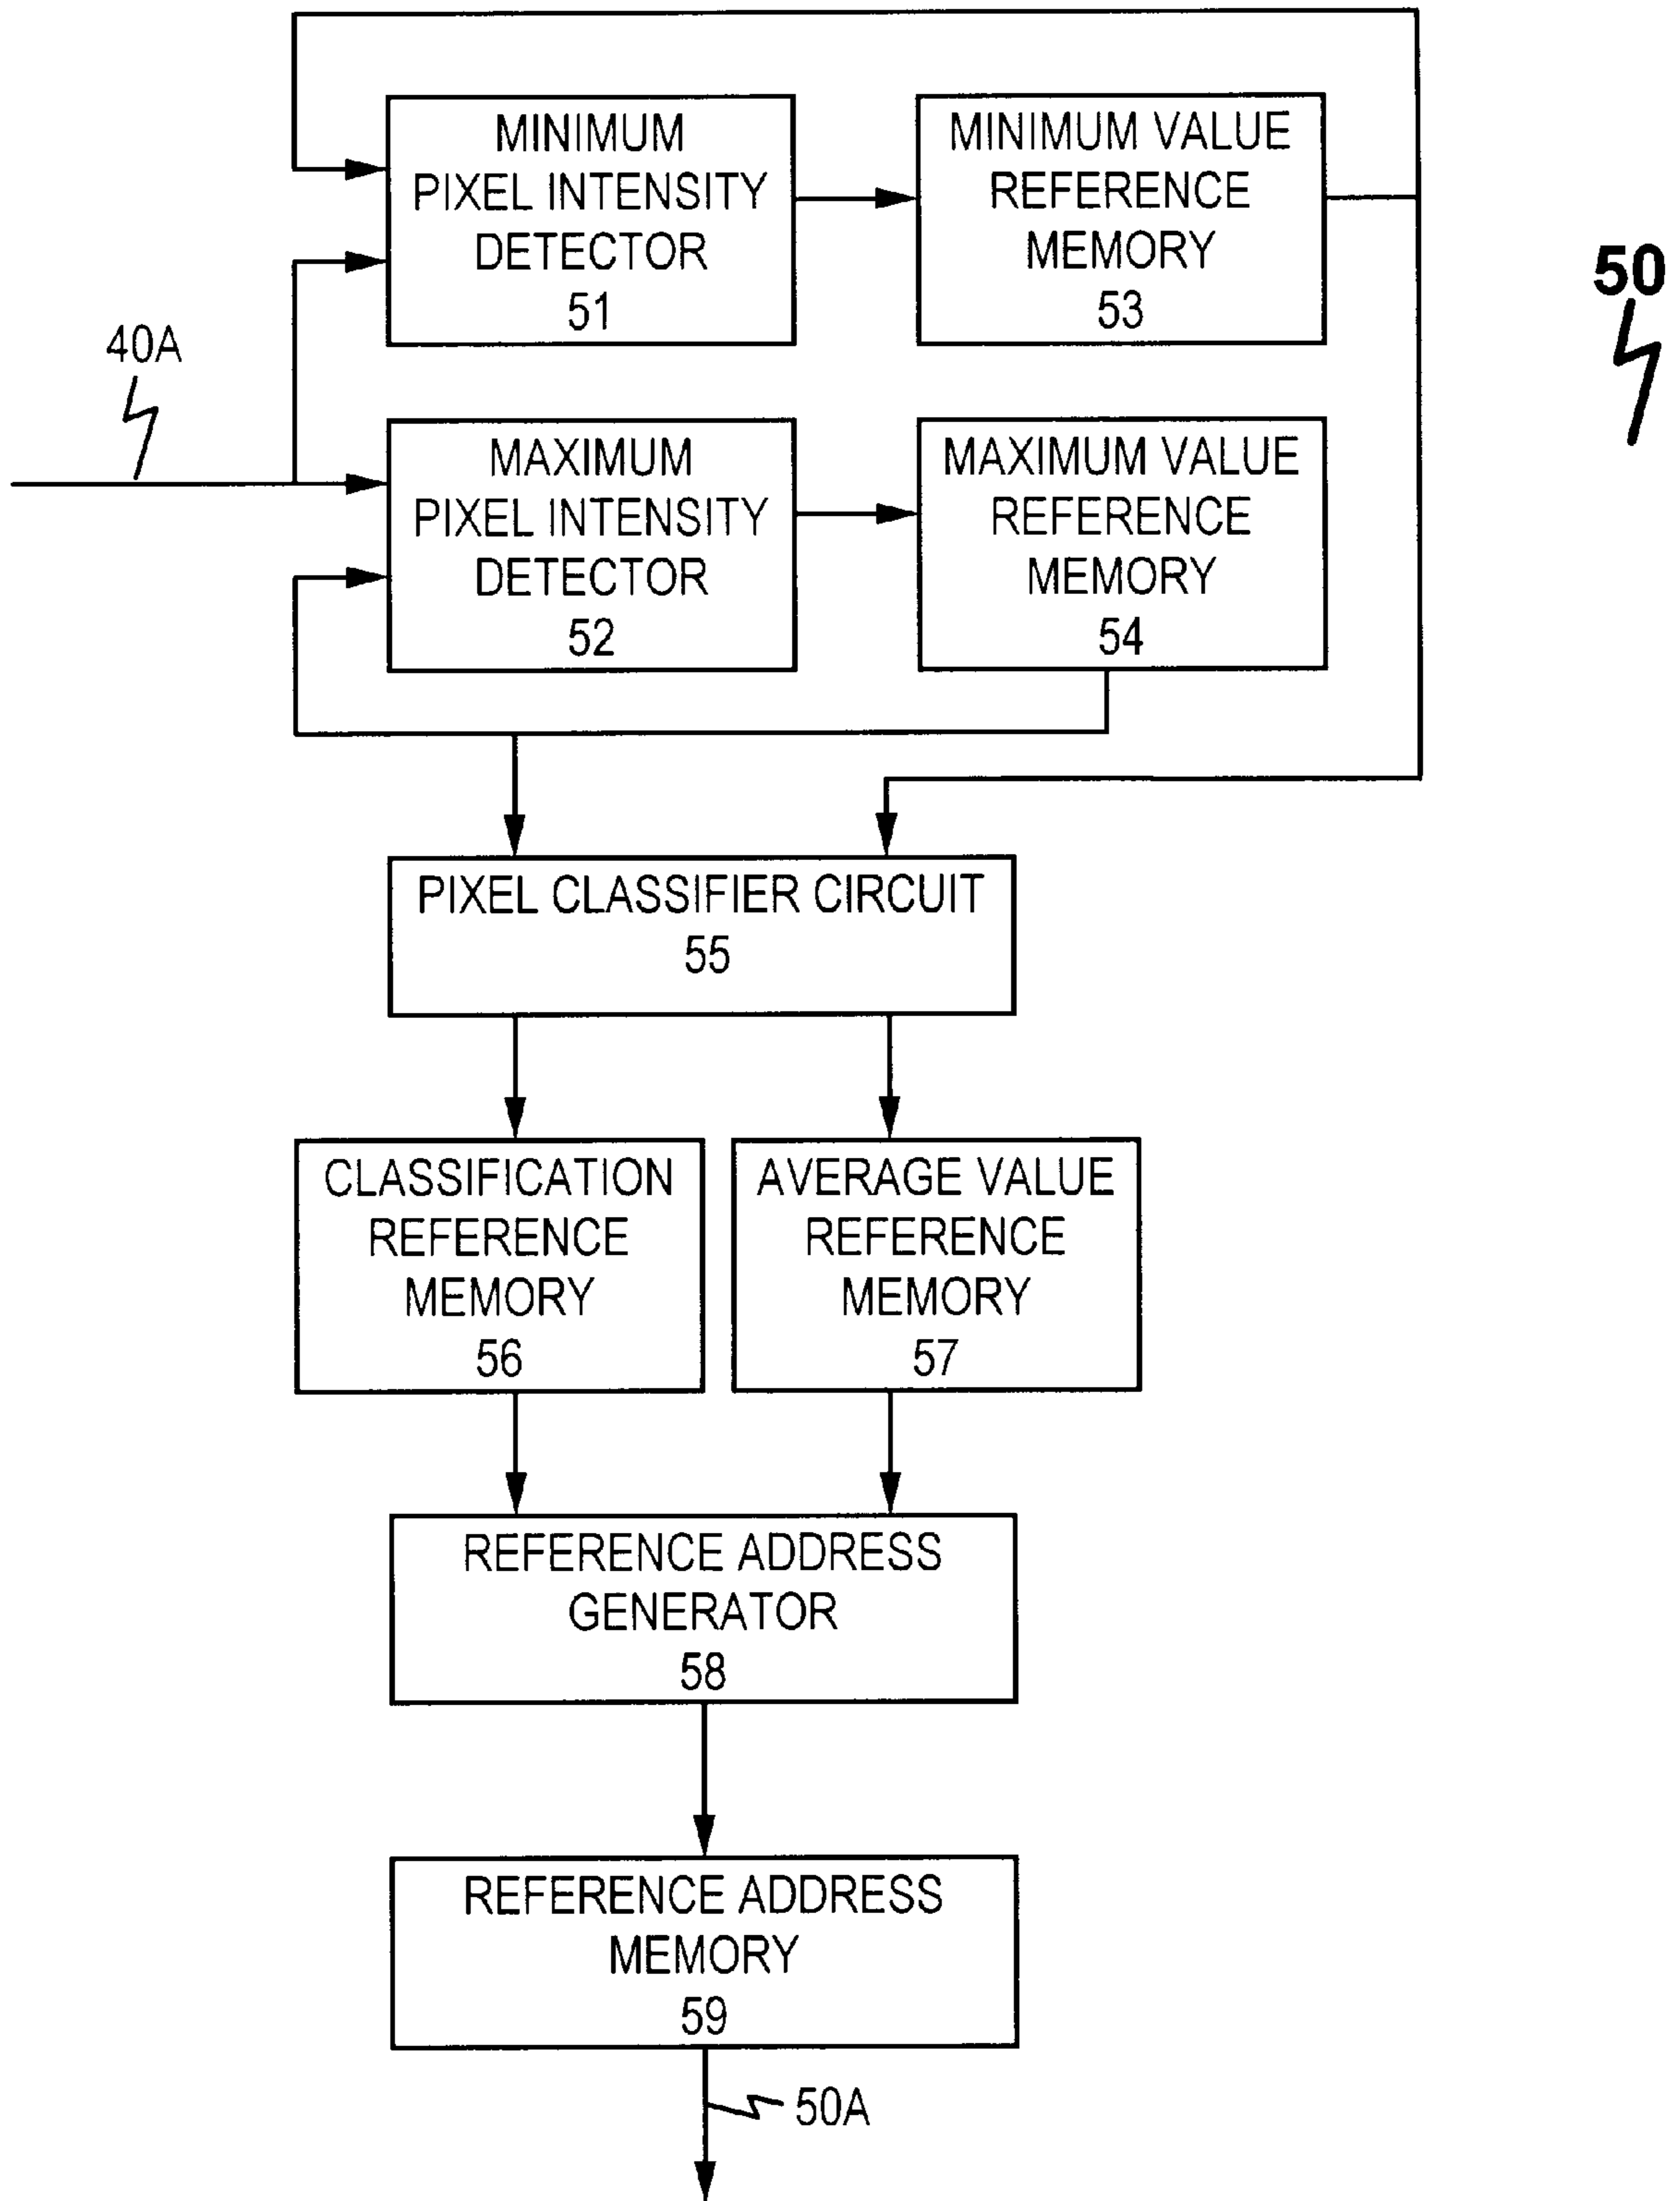 MINIMUM
PIXEL INTENSITY
DETECTOR
51
MINIMUM VALUE
REFERENCE
MEMORY
53
50
40A
MAXIMUM
PIXEL INTENSITY
DETECTOR
52
MAXIMUM VALUE
REFERENCE
MEMORY
54
PIXEL CLASSIFIER CIRCUIT
55
CLASSIFICATION
REFERENCE
MEMORY
56
AVERAGE VALUE
REFERENCE
MEMORY
57
REFERENCE ADDRESS
GENERATOR
58
REFERENCE ADDRESS
MEMORY
59
50A